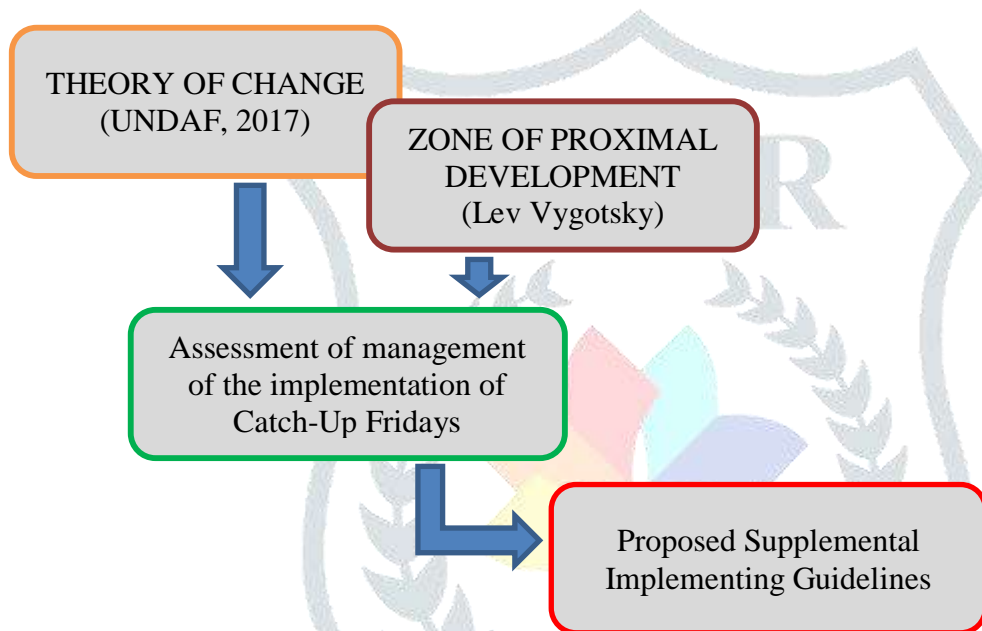 THEORY OF CHANGE
(UNDAF, 2017)
ZONE OF PROXIMAL
DEVELOPMENT
(Lev Vygotsky)
Assessment of management
of the implementation of
Catch-Up Fridays
Proposed Supplemental
Implementing Guidelines